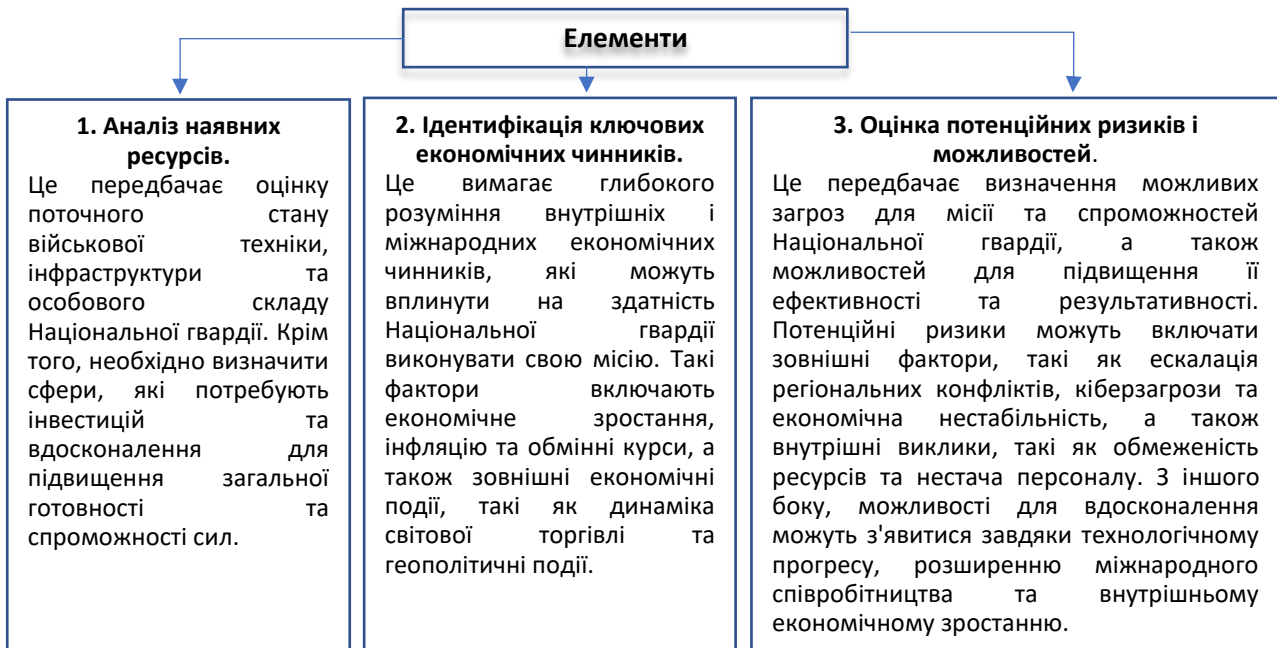 Елементи
1. Аналіз наявних
ресурсів.
Це передбачає оцінку
поточного стану
військової техніки,
інфраструктури та
особового складу
Національної гвардії. Крім
того, необхідно визначити
сфери, які потребують
інвестицій та
вдосконалення для
підвищення загальної
готовності та
спроможності сил.
2. Ідентифікація ключових
економічних чинників.
Це вимагає глибокого
розуміння внутрішніх і
міжнародних економічних
чинників, які можуть
вплинути на здатність
Національної гвардії
виконувати свою місію. Такі
фактори включають
економічне зростання,
інфляцію та обмінні курси, а
також зовнішні економічні
події, такі як динаміка
світової торгівлі та
геополітичні події.
3. Оцінка потенційних ризиків і
можливостей.
Це передбачає визначення можливих
загроз для місії та спроможностей
Національної гвардії, а також
можливостей для підвищення її
ефективності та результативності.
Потенційні ризики можуть включати
зовнішні фактори, такі як ескалація
регіональних конфліктів, кіберзагрози та
економічна нестабільність, а також
внутрішні виклики, такі як обмеженість
ресурсів та нестача персоналу. З іншого
боку, можливості для вдосконалення
можуть з'явитися завдяки технологічному
прогресу, розширенню міжнародного
співробітництва та внутрішньому
економічному зростанню.